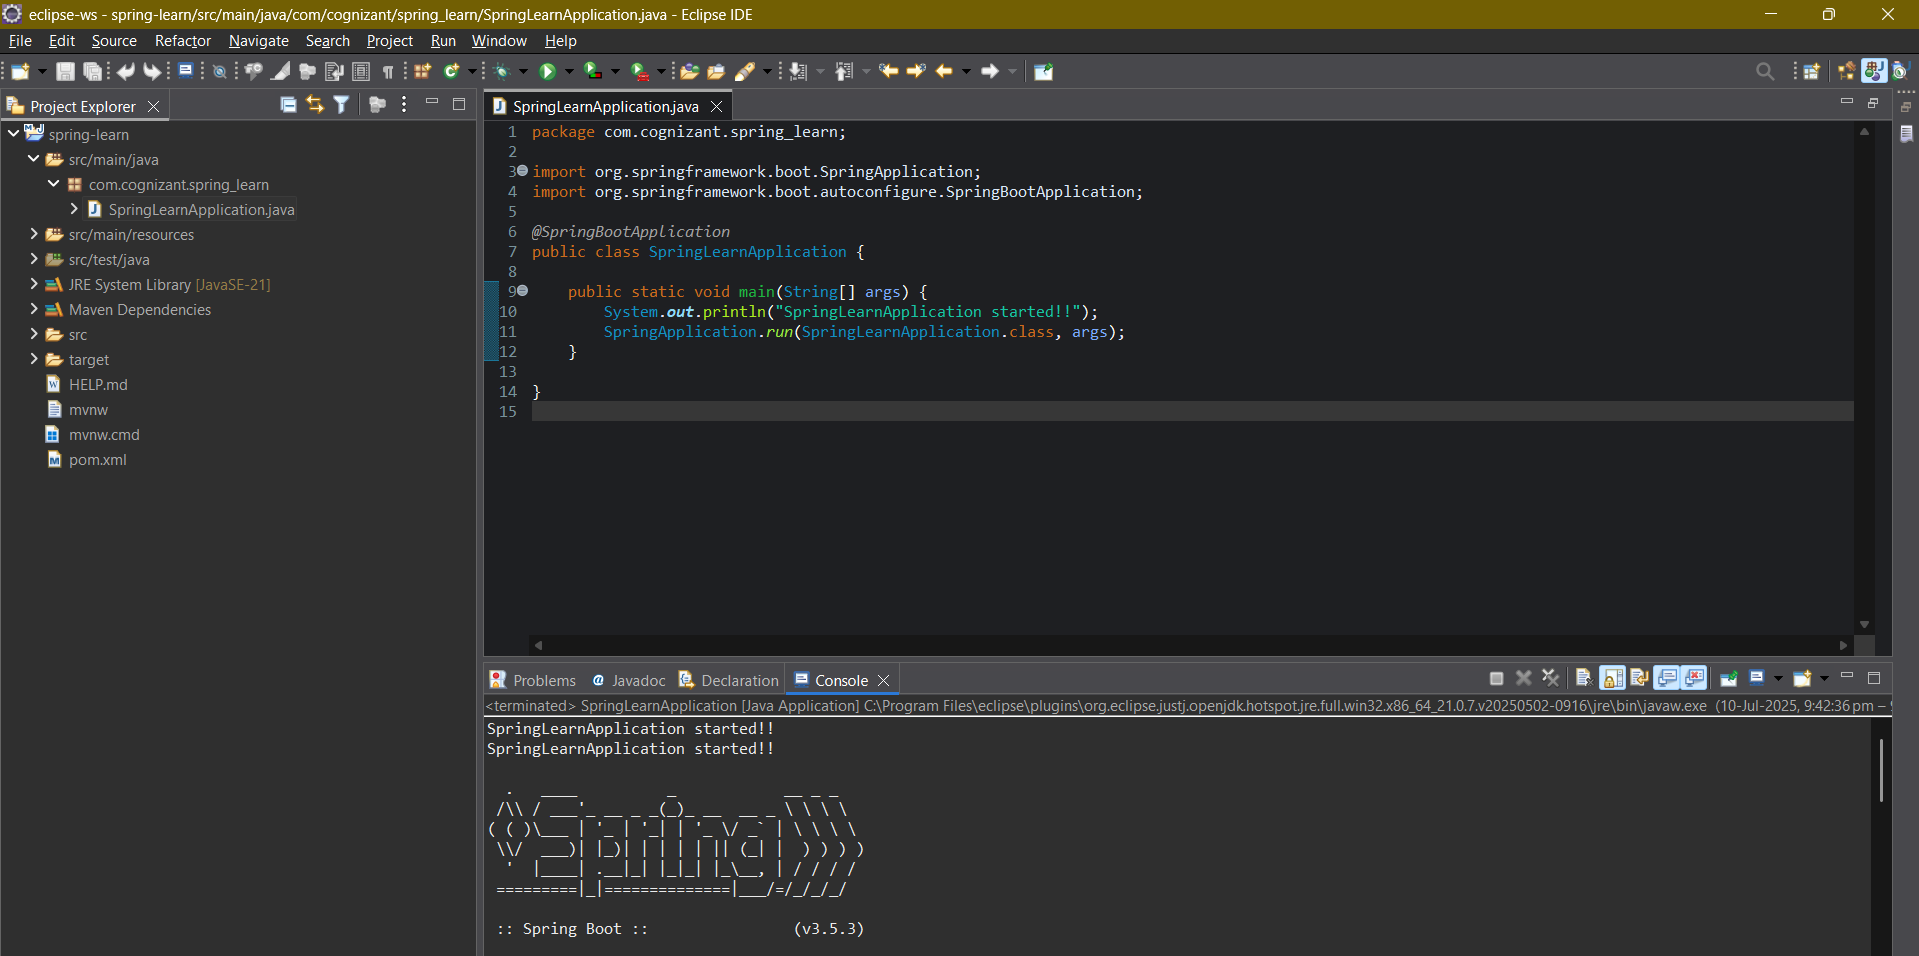 eclipse-ws - spring-learn/src/main/java/com/cognizant/spring_learn/SpringLearnApplication.java - Eclipse IDE
File Edit Source Refactor Navigate Search Project Run Window Help
Project Explorer
spring-learn
src/main/java
com.cognizant.spring_learn
SpringLearnApplication.java
src/main/resources
src/test/java
JRE System Library [JavaSE-21]
Maven Dependencies
src
target
HELP.md
mvnw
mvnw.cmd
pom.xml
SpringLearnApplication.java
1 package com.cognizant.spring_learn;
2
3 import org.springframework.boot.SpringApplication;
4 import org.springframework.boot.autoconfigure.SpringBootApplication;
5
6 @SpringBootApplication
7 public class SpringLearnApplication {
8
9 public static void main(String[] args) {
10 System.out.println("SpringLearnApplication started!!");
11 SpringApplication.run(SpringLearnApplication.class, args);
12 }
13
14 }
15
Problems Javadoc Declaration Console
<terminated> SpringLearnApplication [Java Application] C:\Program Files\eclipse\plugins\org.eclipse.justj.openjdk.hotspot.jre.full.win32.x86_64_21.0.7.v20250502-0916\jre\bin\javaw.exe (10-Jul-2025, 9:42:36 pm –
SpringLearnApplication started!!
SpringLearnApplication started!!
Spring
:: Spring Boot :: (v3.5.3)